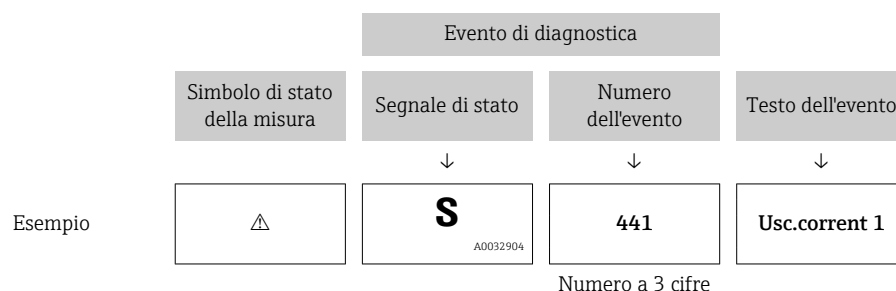 Evento di diagnostica
Simbolo di stato
della misura
Segnale di stato
Numero
dell'evento
Testo dell'evento
↓ ↓ ↓
Esempio
⚠
S
A0032904
441
Usc.corrent 1
Numero a 3 cifre